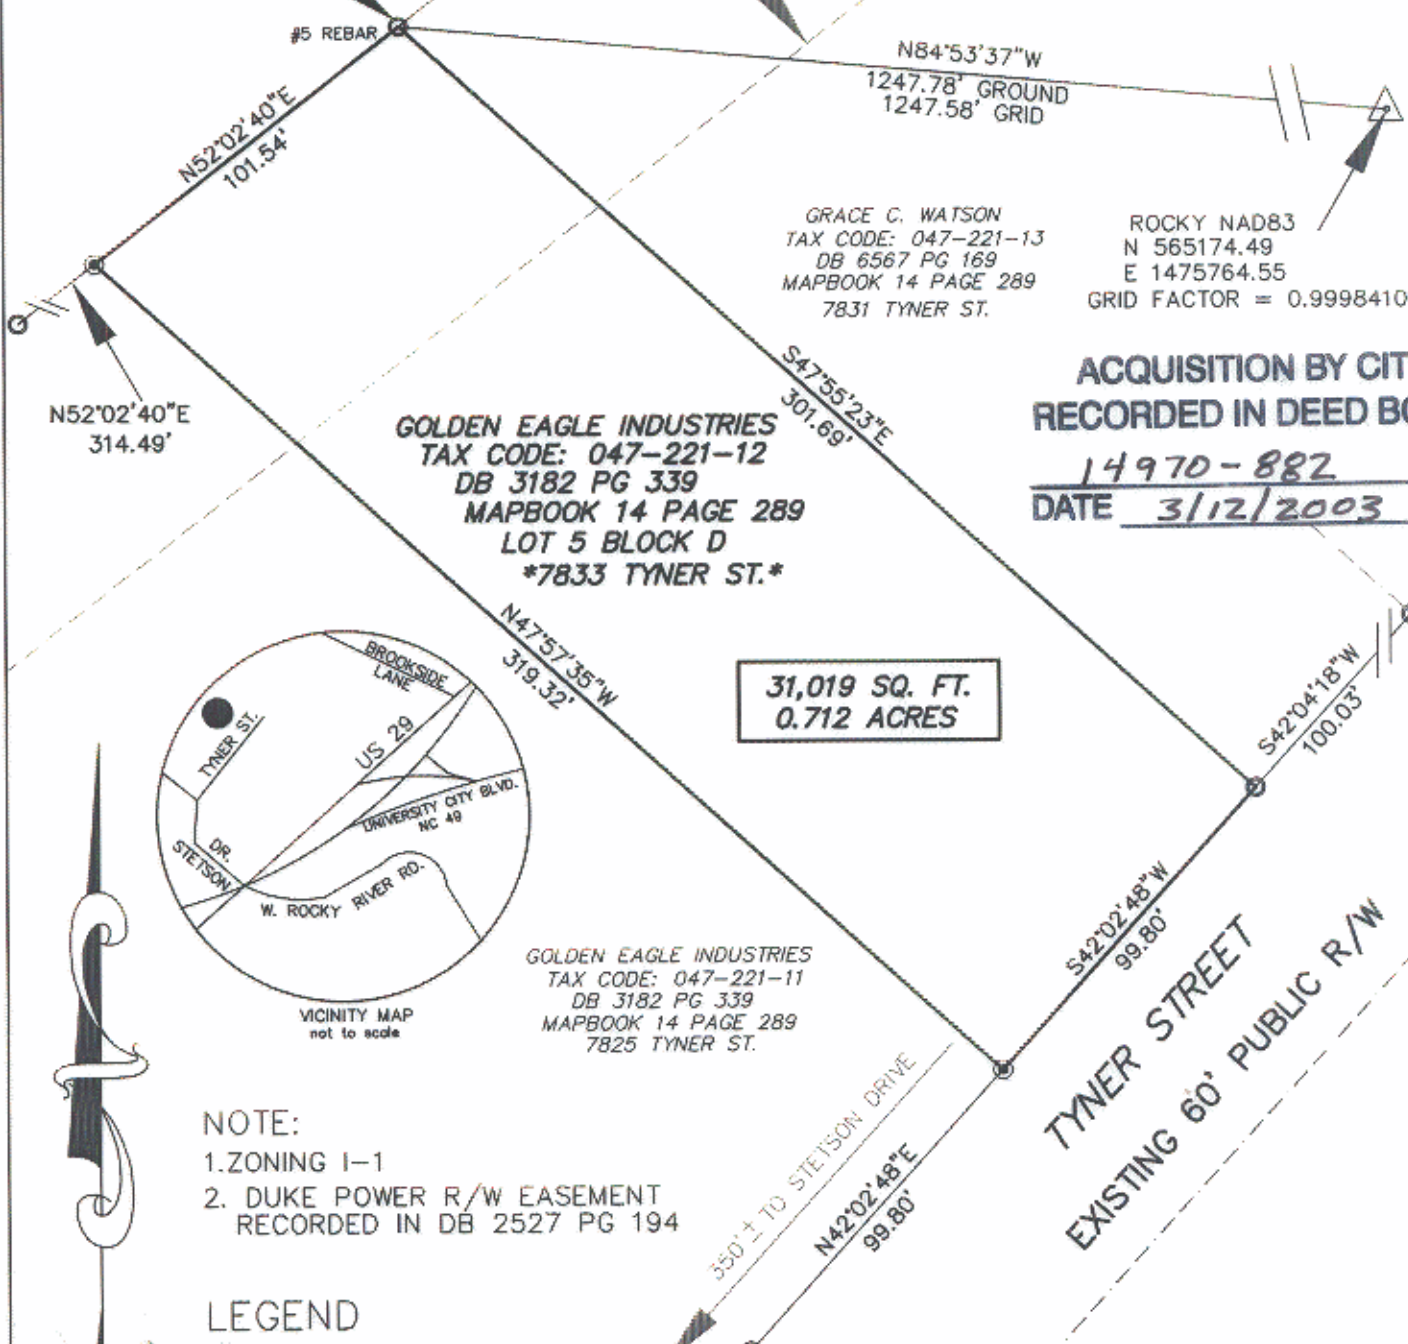 #5 REBAR
N84°53'37"W
1247.78' GROUND
1247.58' GRID
N52°02'40"E
101.54'
GRACE C. WATSON
TAX CODE: 047-221-13
DB 6567 PG 169
MAPBOOK 14 PAGE 289
7831 TYNER ST.
ROCKY NAD83
N 565174.49
E 1475764.55
GRID FACTOR = 0.9998410
ACQUISITION BY CIT
RECORDED IN DEED BO
14970-882
DATE 3/12/2003
N52°02'40"E
314.49'
S47°55'23"E
301.69'
GOLDEN EAGLE INDUSTRIES
TAX CODE: 047-221-12
DB 3182 PG 339
MAPBOOK 14 PAGE 289
LOT 5 BLOCK D
*7833 TYNER ST.*
N47°57'35"W
319.32'
31,019 SQ. FT.
0.712 ACRES
S42°04'18"W
100.03'
BROOKSIDE
LANE
TYNER ST.
US 29
UNIVERSITY CITY BLVD.
NC 49
STETSON
DR.
W. ROCKY RIVER RD.
VICINITY MAP
not to scale
S42°02'48"W
99.80'
GOLDEN EAGLE INDUSTRIES
TAX CODE: 047-221-11
DB 3182 PG 339
MAPBOOK 14 PAGE 289
7825 TYNER ST.
TYNER STREET
EXISTING 60' PUBLIC R/W
350' ± TO STETSON DRIVE
N42°02'48"E
99.80'
NOTE:
1.ZONING I-1
2. DUKE POWER R/W EASEMENT
RECORDED IN DB 2527 PG 194
LEGEND